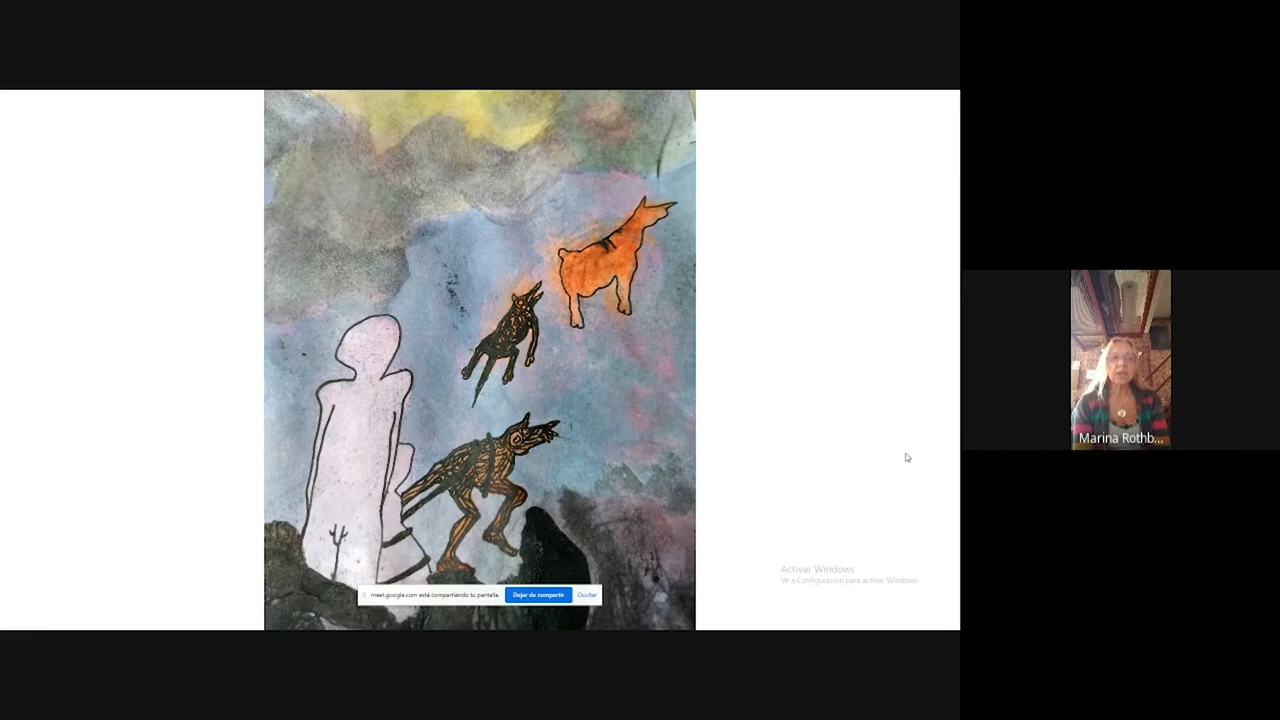 meet.google.com está compartiendo tu pantalla.
Dejar de compartir
Ocultar
Activar Windows
Ve a Configuración para activar Windows
Marina Rothb...